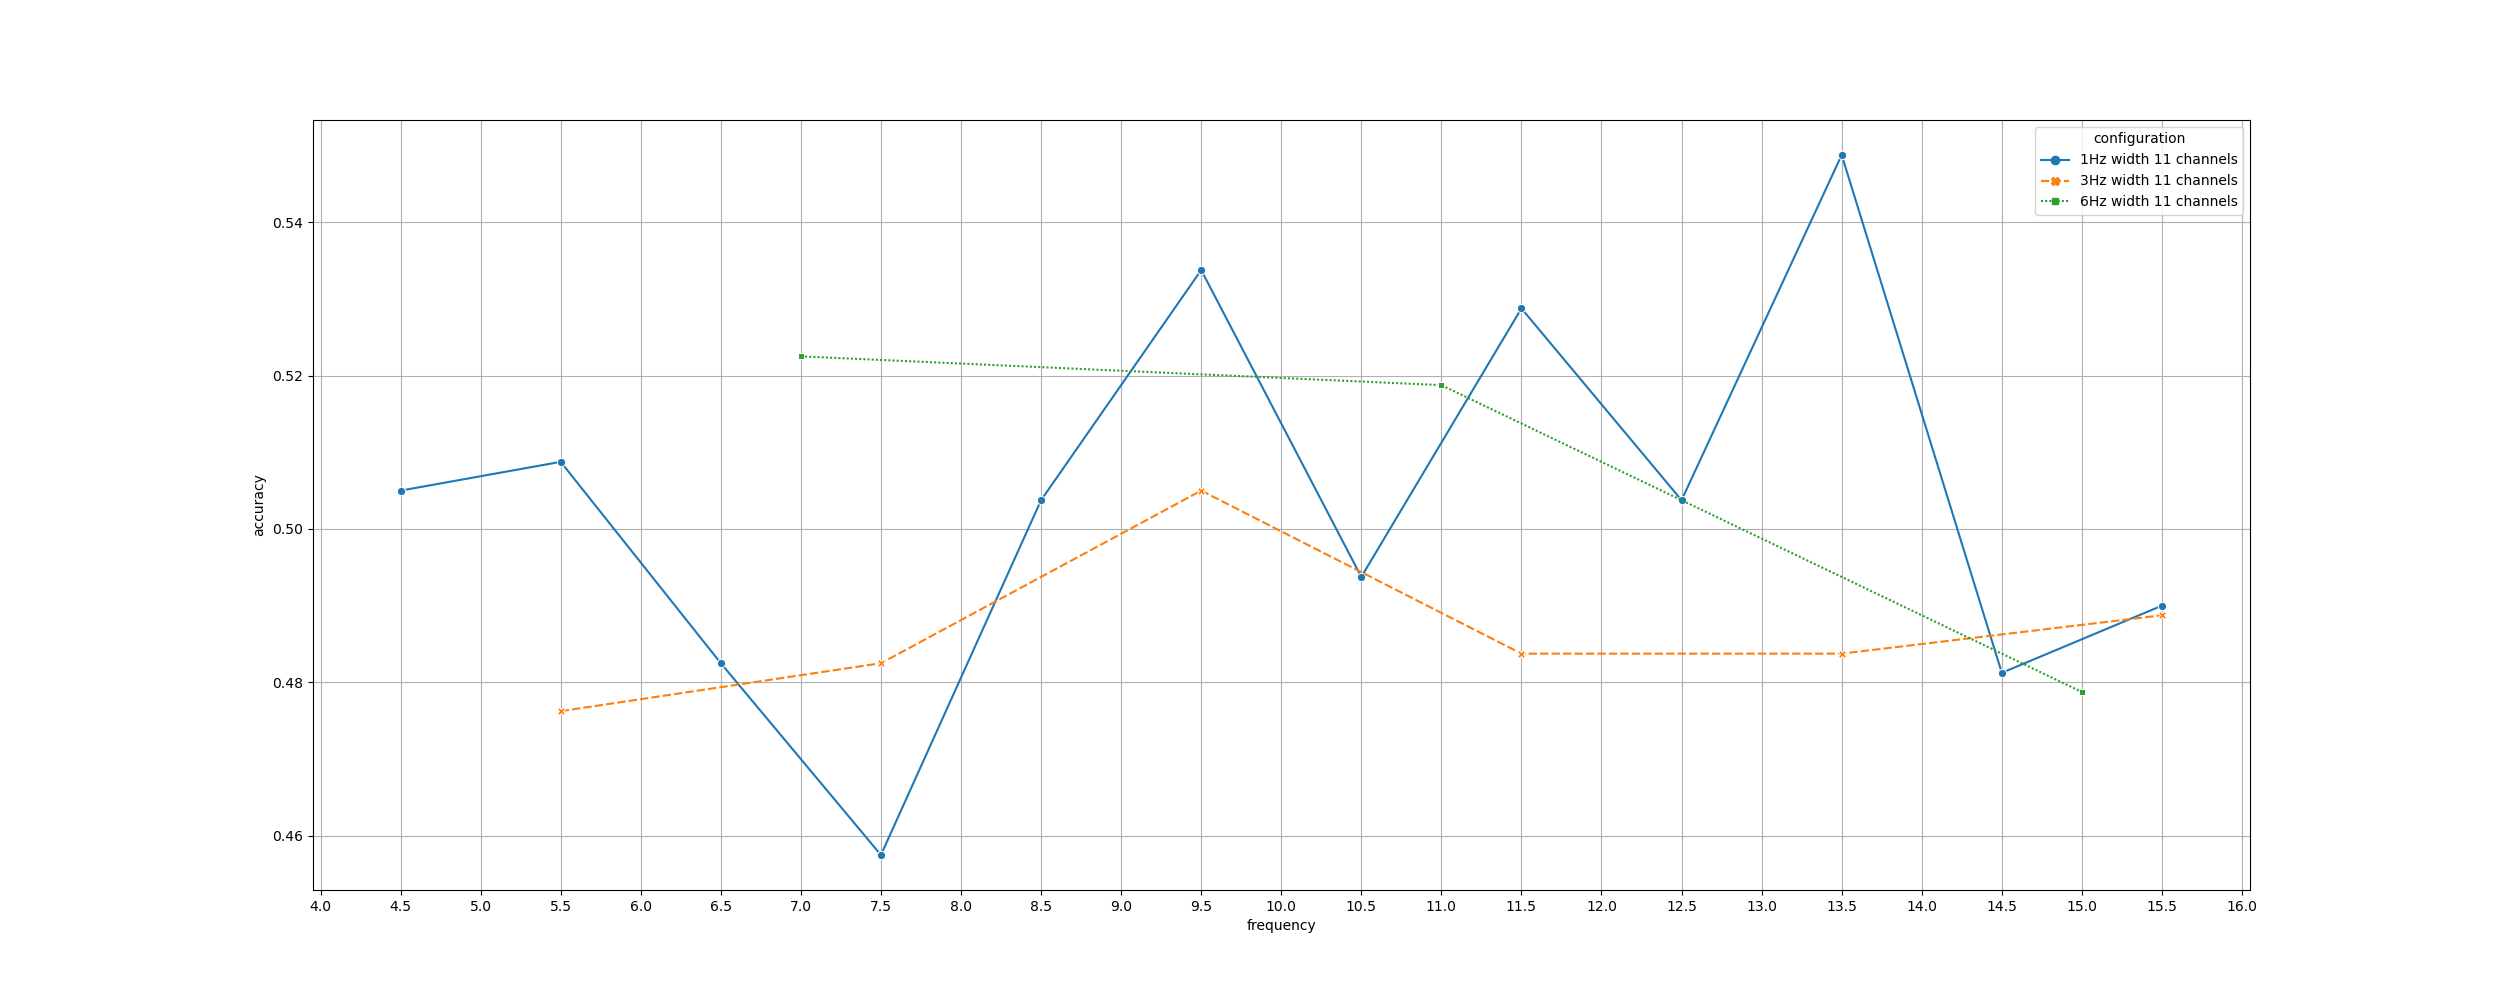 configuration
1Hz width 11 channels
3Hz width 11 channels
6Hz width 11 channels
accuracy
0.54
0.52
0.50
0.48
0.46
4.0 4.5 5.0 5.5 6.0 6.5 7.0 7.5 8.0 8.5 9.0 9.5 10.0 10.5 11.0 11.5 12.0 12.5 13.0 13.5 14.0 14.5 15.0 15.5 16.0
frequency